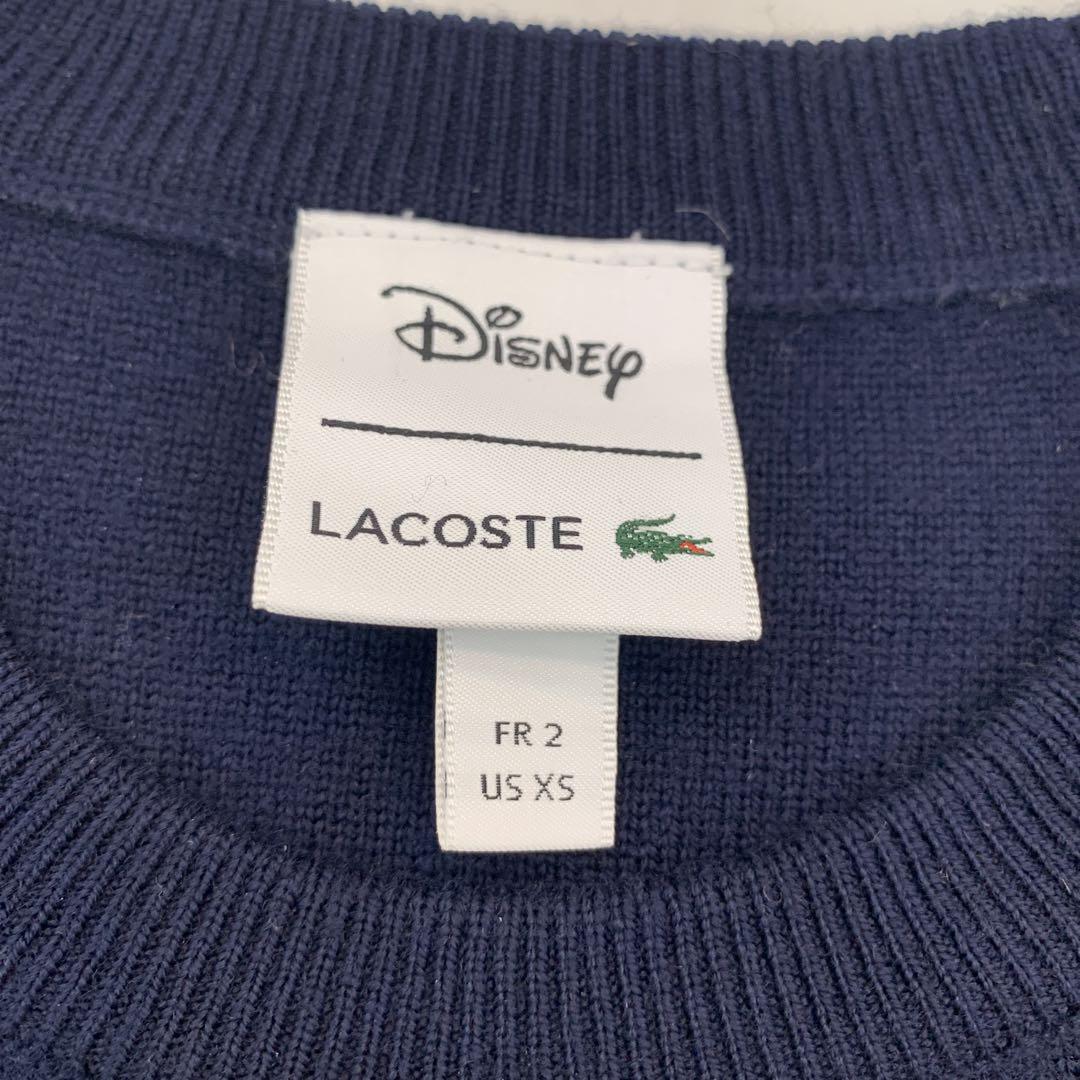 Disney
LACOSTE
FR 2
US XS